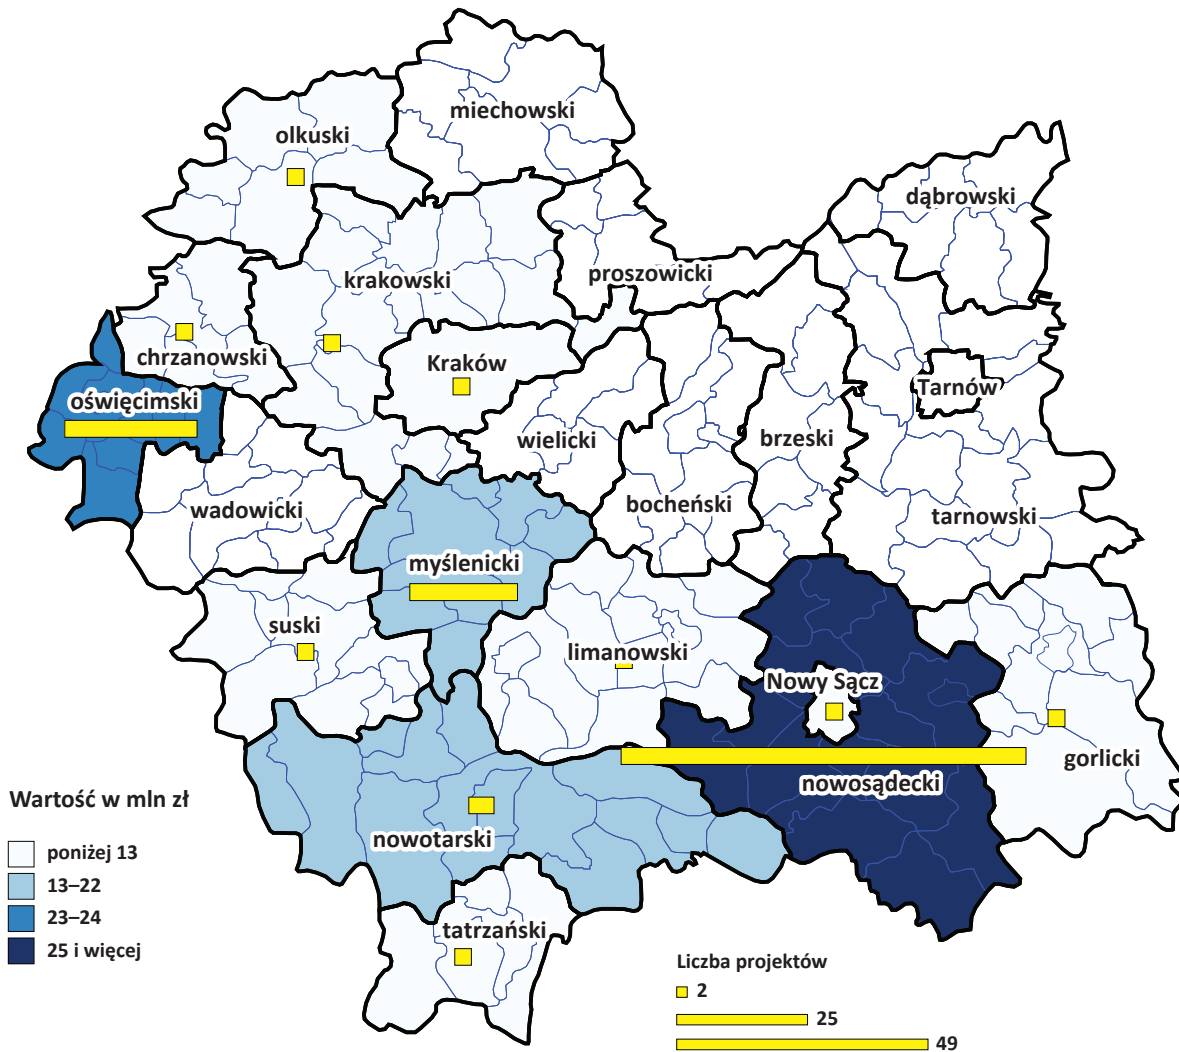 miechowski
olkuski
dąbrowski
proszowicki
krakowski
chrzanowski
Kraków
Tarnów
oświęcimski
wielicki
brzeski
wadowicki
bocheński
tarnowski
myślenicki
suski
limanowski
Nowy Sącz
gorlicki
nowosądecki
nowotarski
tatrzański
Wartość w mln zł
poniżej 13
13–22
23–24
25 i więcej
Liczba projektów
2
25
49